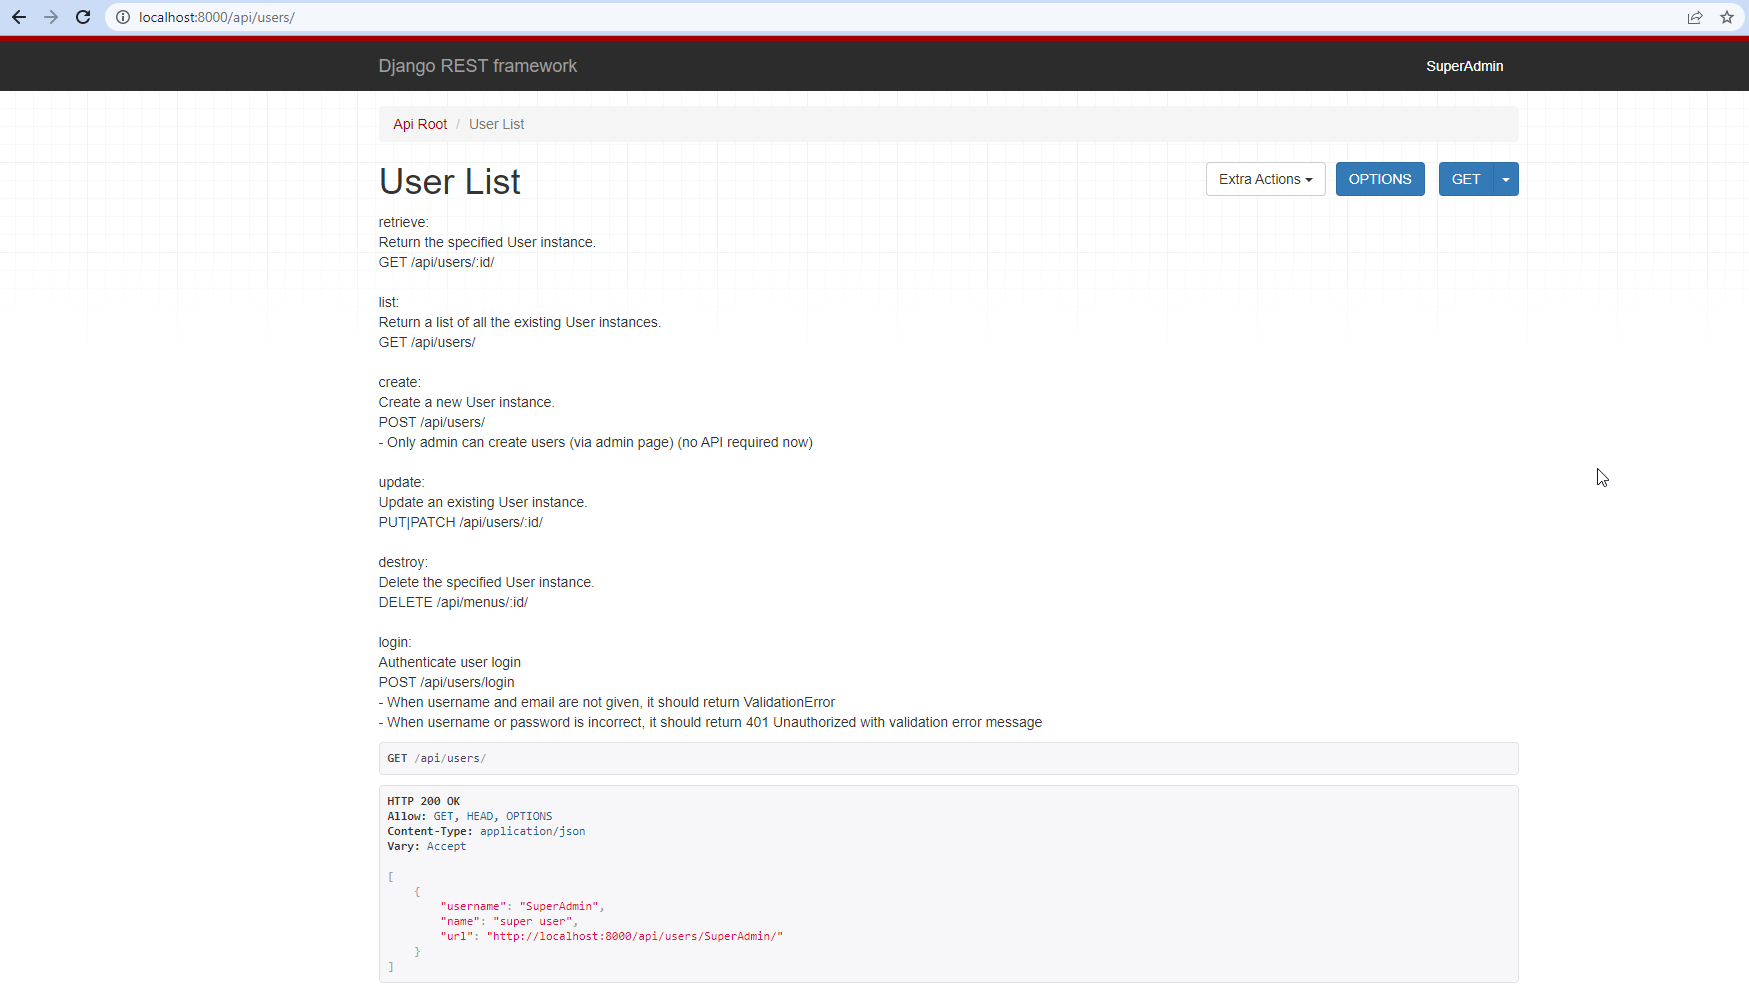 localhost:8000/api/users/
Django REST framework
SuperAdmin
Api Root / User List
User List
Extra Actions
OPTIONS
GET
retrieve:
Return the specified User instance.
GET /api/users/:id/
list:
Return a list of all the existing User instances.
GET /api/users/
create:
Create a new User instance.
POST /api/users/
- Only admin can create users (via admin page) (no API required now)
update:
Update an existing User instance.
PUT|PATCH /api/users/:id/
destroy:
Delete the specified User instance.
DELETE /api/menus/:id/
login:
Authenticate user login
POST /api/users/login
- When username and email are not given, it should return ValidationError
- When username or password is incorrect, it should return 401 Unauthorized with validation error message
GET /api/users/
HTTP 200 OK
Allow: GET, HEAD, OPTIONS
Content-Type: application/json
Vary: Accept
[
{
"username": "SuperAdmin",
"name": "super user",
"url": "http://localhost:8000/api/users/SuperAdmin/"
}
]